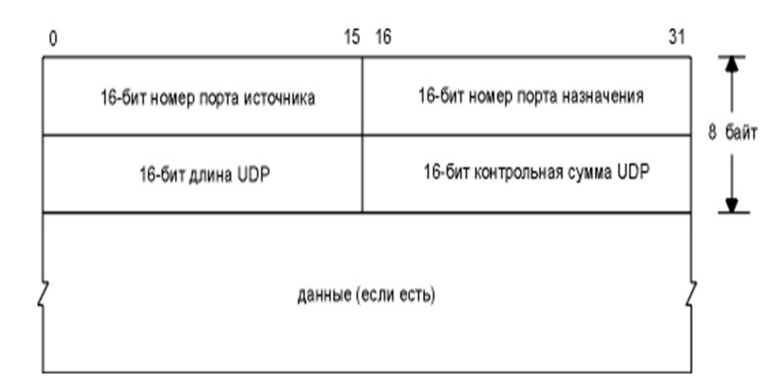 0 15 16 31
16-бит номер порта источника 16-бит номер порта назначения
8 байт
16-бит длина UDP 16-бит контрольная сумма UDP
данные (если есть)